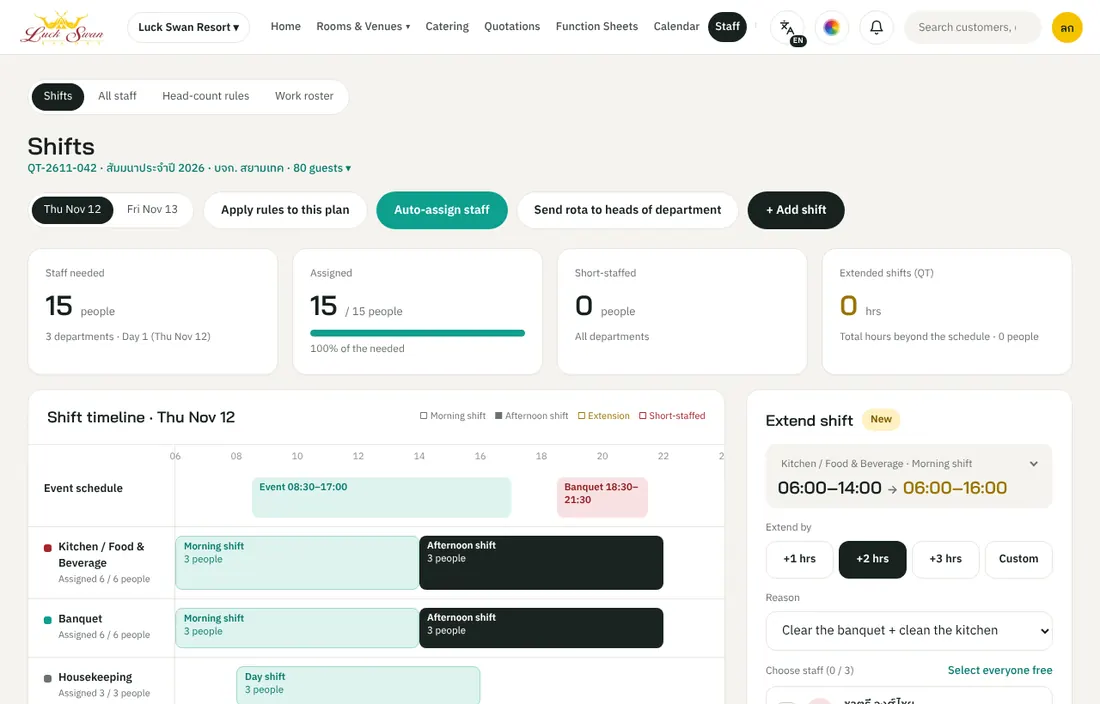 Luck Swan
Luck Swan Resort ▾
Home
Rooms & Venues ▾
Catering
Quotations
Function Sheets
Calendar
Staff
EN
Search customers,
ลถ
Shifts
All staff
Head-count rules
Work roster
Shifts
QT-2611-042 · สัมมนาประจำปี 2026 · บจก. สยามเทค · 80 guests ▾
Thu Nov 12
Fri Nov 13
Apply rules to this plan
Auto-assign staff
Send rota to heads of department
+ Add shift
Staff needed
15 people
3 departments · Day 1 (Thu Nov 12)
Assigned
15 / 15 people
100% of the needed
Short-staffed
0 people
All departments
Extended shifts (QT)
0 hrs
Total hours beyond the schedule · 0 people
Shift timeline · Thu Nov 12
Morning shift
Afternoon shift
Extension
Short-staffed
06 08 10 12 14 16 18 20 22 2
Event schedule
Event 08:30–17:00
Banquet 18:30–
21:30
Kitchen / Food &
Beverage
Assigned 6 / 6 people
Morning shift
3 people
Afternoon shift
3 people
Banquet
Assigned 6 / 6 people
Morning shift
3 people
Afternoon shift
3 people
Housekeeping
Assigned 3 / 3 people
Day shift
3 people
Extend shift
New
Kitchen / Food & Beverage · Morning shift
06:00–14:00 → 06:00–16:00
Extend by
+1 hrs
+2 hrs
+3 hrs
Custom
Reason
Clear the banquet + clean the kitchen
Choose staff (0 / 3)
Select everyone free